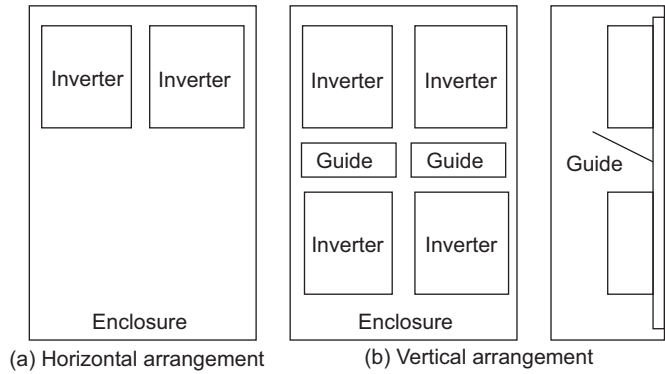 Inverter Inverter
Enclosure
(a) Horizontal arrangement
Inverter Inverter
Guide Guide
Inverter Inverter
Enclosure
Guide
(b) Vertical arrangement